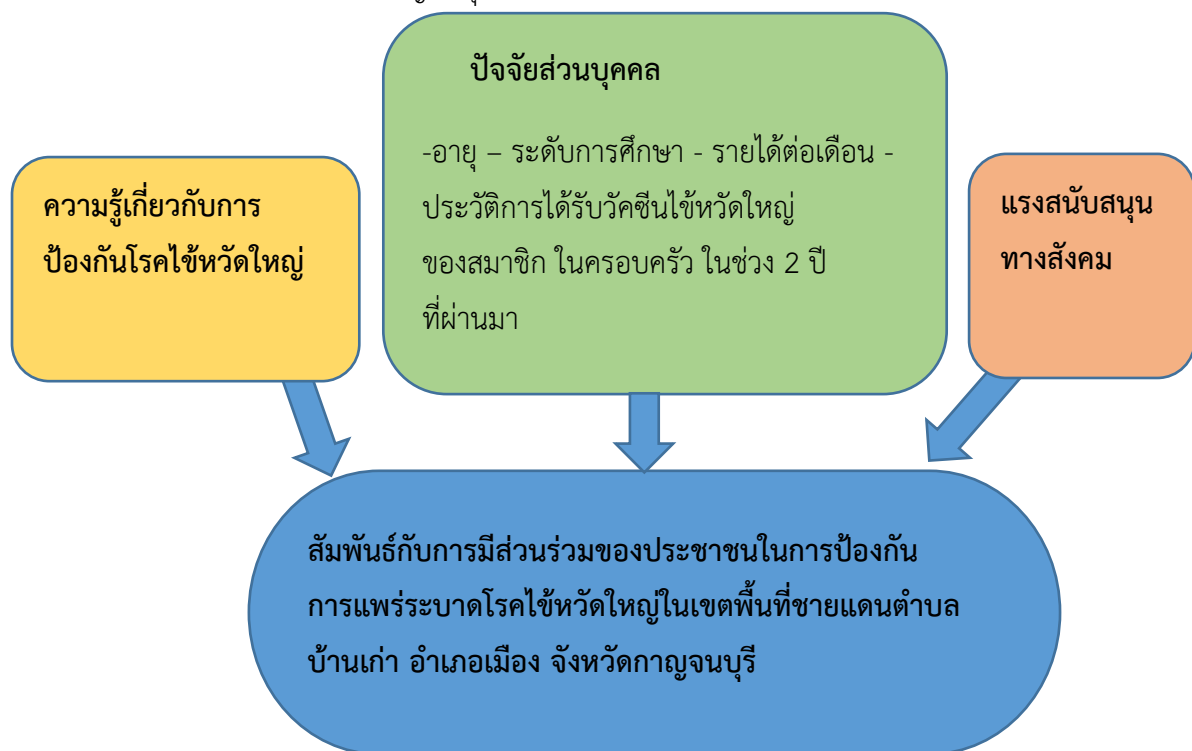 ปัจจัยส่วนบุคคล
-อายุ – ระดับการศึกษา - รายได้ต่อเดือน -
ประวัติการได้รับวัคซีนไข้หวัดใหญ่
ของสมาชิก ในครอบครัว ในช่วง 2 ปี
ที่ผ่านมา
ความรู้เกี่ยวกับการ
ป้องกันโรคไข้หวัดใหญ่
แรงสนับสนุน
ทางสังคม
สัมพันธ์กับการมีส่วนร่วมของประชาชนในการป้องกัน
การแพร่ระบาดโรคไข้หวัดใหญ่ในเขตพื้นที่ชายแดนตำบล
บ้านเก่า อำเภอเมือง จังหวัดกาญจนบุรี